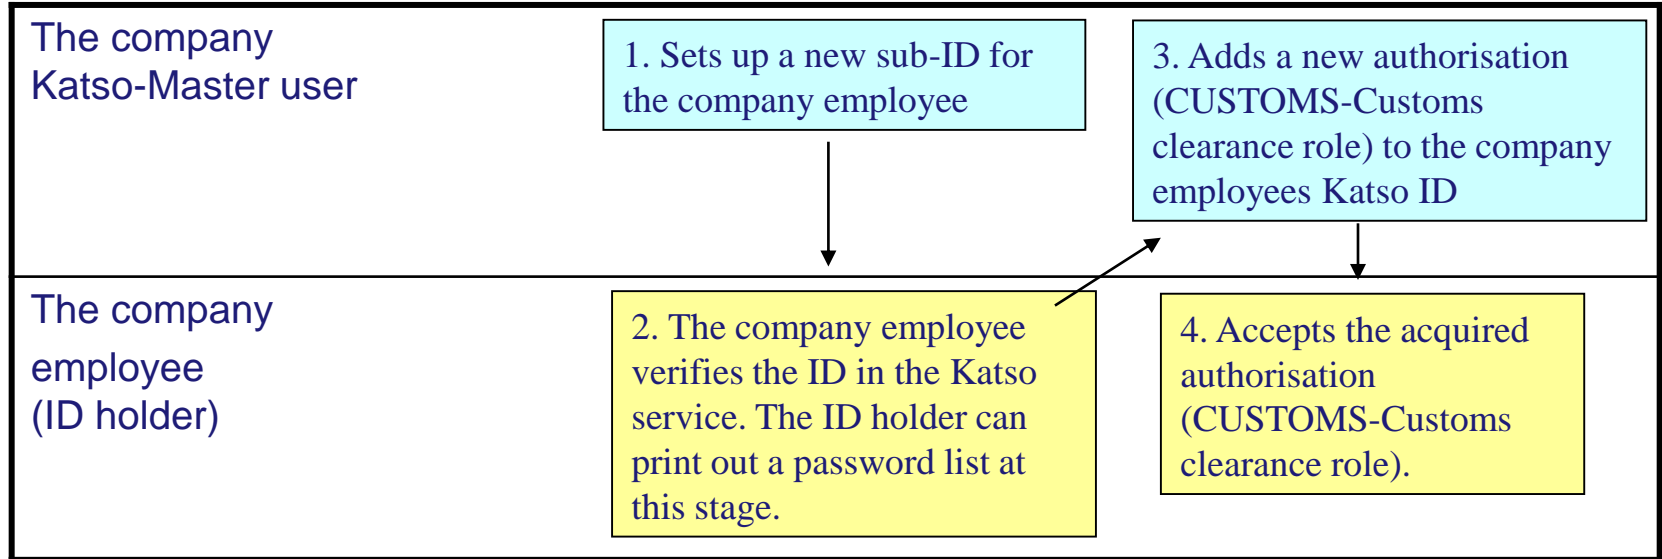 The company
Katso-Master user
1. Sets up a new sub-ID for
the company employee
3. Adds a new authorisation
(CUSTOMS-Customs
clearance role) to the company
employees Katso ID
The company
employee
(ID holder)
2. The company employee
verifies the ID in the Katso
service. The ID holder can
print out a password list at
this stage.
4. Accepts the acquired
authorisation
(CUSTOMS-Customs
clearance role).